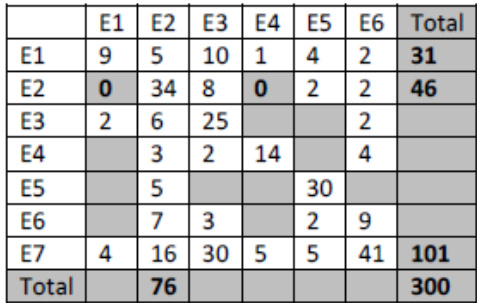 E1 E2 E3 E4 E5 E6 Total
E1 9 5 10 1 4 2 31
E2 0 34 8 0 2 2 46
E3 2 6 25 2
E4 3 2 14 4
E5 5 30
E6 7 3 2 9
E7 4 16 30 5 5 41 101
Total 76 300